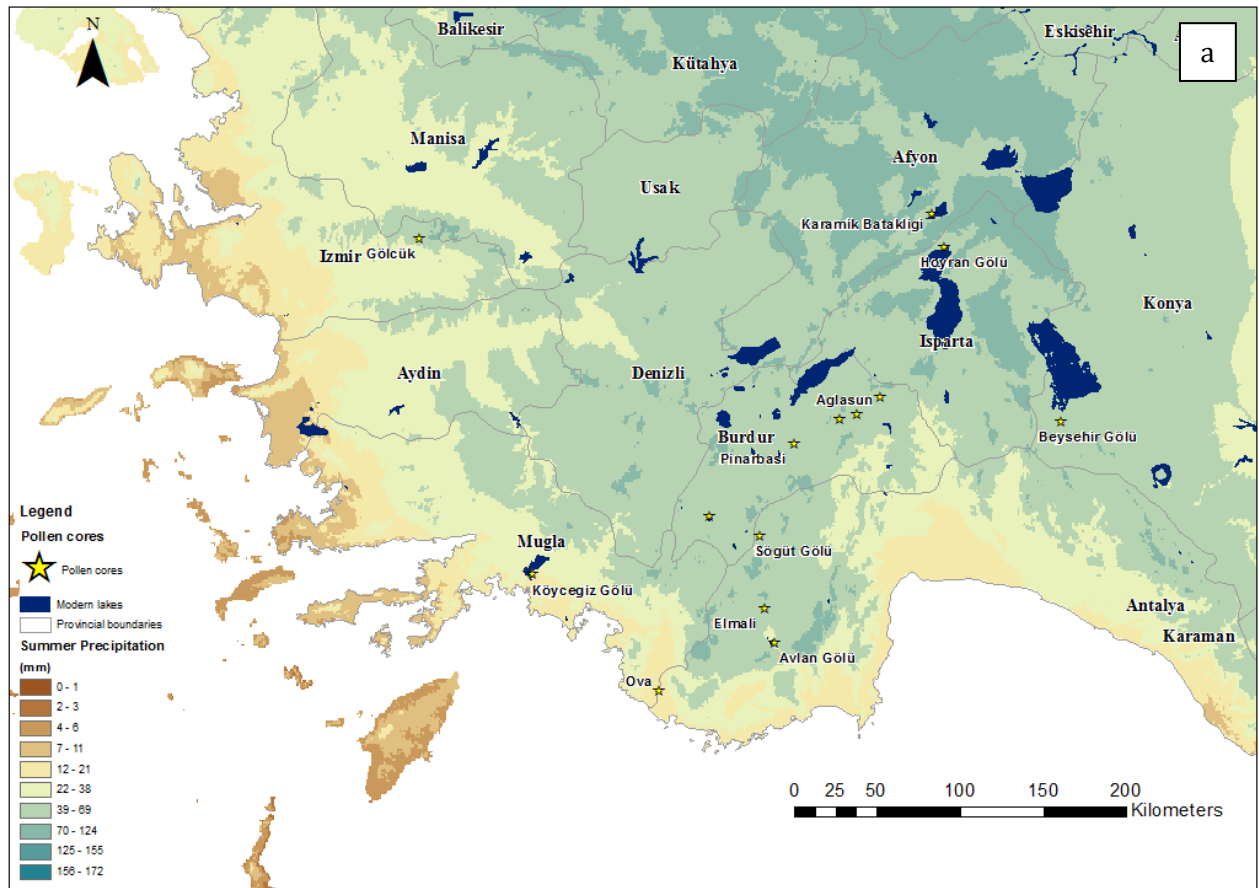 N
Balikesir
Eskisehir
A
a
Kütahya
Manisa
Afyon
Usak
Karamik Batakligi
Izmir
Gölcük
Hoyran Gölü
Konya
Isparta
Aydin
Denizli
Aglasun
Burdur
Beysehir Gölü
Pinarbasi
Legend
Pollen cores
Pollen cores
Modern lakes
Provincial boundaries
Summer Precipitation
(mm)
0 - 1
2 - 3
4 - 6
7 - 11
12 - 21
22 - 38
39 - 69
70 - 124
125 - 155
156 - 172
Mugla
Sögüt Gölü
Köycegiz Gölü
Elmali
Antalya
Karaman
Avlan Gölü
Ova
0 25 50 100 150 200
Kilometers